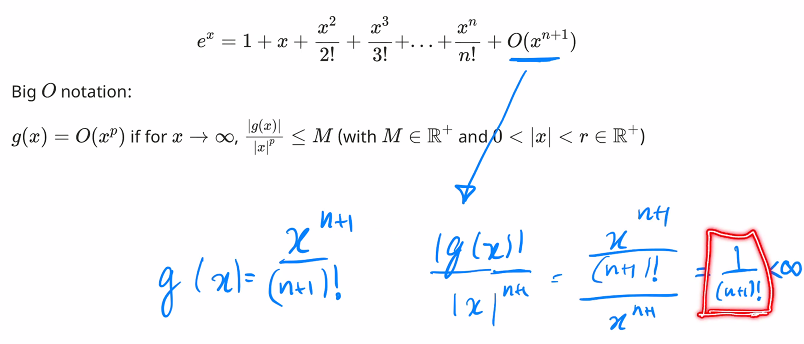 e^x = 1 + x + x^2/2! + x^3/3! + ... + x^n/n! + O(x^{n+1})
Big O notation:
g(x) = O(x^p) if for x → ∞, |g(x)|/|x|^p ≤ M (with M ∈ ℝ^+ and 0 < |x| < r ∈ ℝ^+)
g(x) = x^{n+1}/(n+1)! |g(x)|/|x|^{n+1} = (x^{n+1}/(n+1)!)/x^{n+1} = 1/(n+1)! < ∞